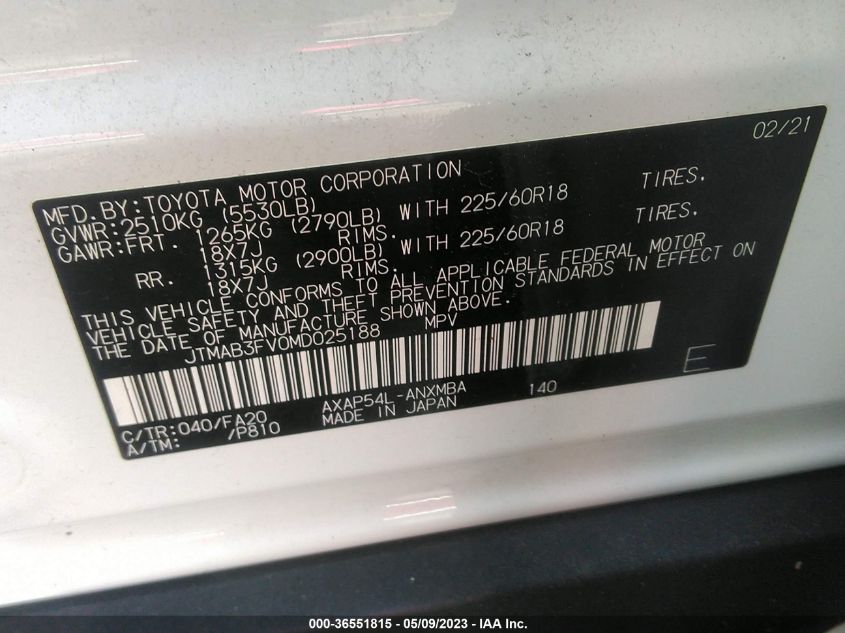 02/21
MFD.BY:TOYOTA MOTOR CORPORATION
GVWR:2510KG (5530LB)
GAWR:FRT. 1265KG (2790LB) WITH 225/60R18 TIRES.
18X7J RIMS.
RR. 1315KG (2900LB) WITH 225/60R18 TIRES.
18X7J RIMS.
THIS VEHICLE CONFORMS TO ALL APPLICABLE FEDERAL MOTOR
VEHICLE SAFETY AND THEFT PREVENTION STANDARDS IN EFFECT ON
THE DATE OF MANUFACTURE SHOWN ABOVE.
JTMAB3FV0MD025188 MPV
E
C/TR:040/FA20 AXAP54L-ANXMBA 140
A/TM: /P810 MADE IN JAPAN
000-36551815 - 05/09/2023 - IAA Inc.